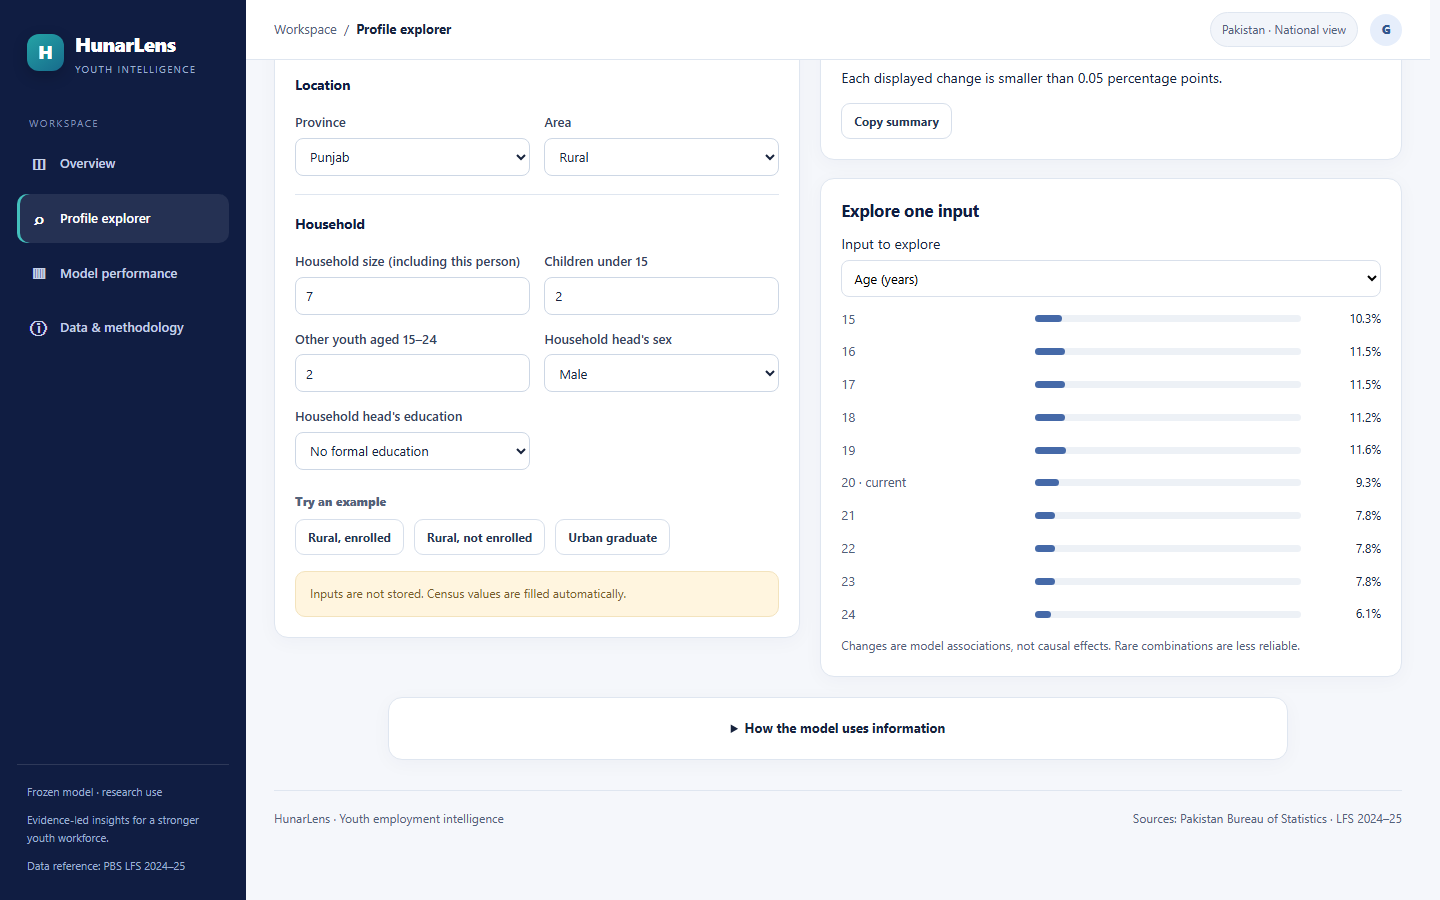 H
HunarLens
YOUTH INTELLIGENCE
WORKSPACE
Overview
Profile explorer
Model performance
Data & methodology
Frozen model · research use
Evidence-led insights for a stronger
youth workforce.
Data reference: PBS LFS 2024–25
Workspace / Profile explorer
Pakistan · National view
G
Location
Province
Area
Punjab
Rural
Household
Household size (including this person)
Children under 15
7
2
Other youth aged 15–24
Household head's sex
2
Male
Household head's education
No formal education
Try an example
Rural, enrolled
Rural, not enrolled
Urban graduate
Inputs are not stored. Census values are filled automatically.
Each displayed change is smaller than 0.05 percentage points.
Copy summary
Explore one input
Input to explore
Age (years)
15 10.3%
16 11.5%
17 11.5%
18 11.2%
19 11.6%
20 · current 9.3%
21 7.8%
22 7.8%
23 7.8%
24 6.1%
Changes are model associations, not causal effects. Rare combinations are less reliable.
How the model uses information
HunarLens · Youth employment intelligence
Sources: Pakistan Bureau of Statistics · LFS 2024–25